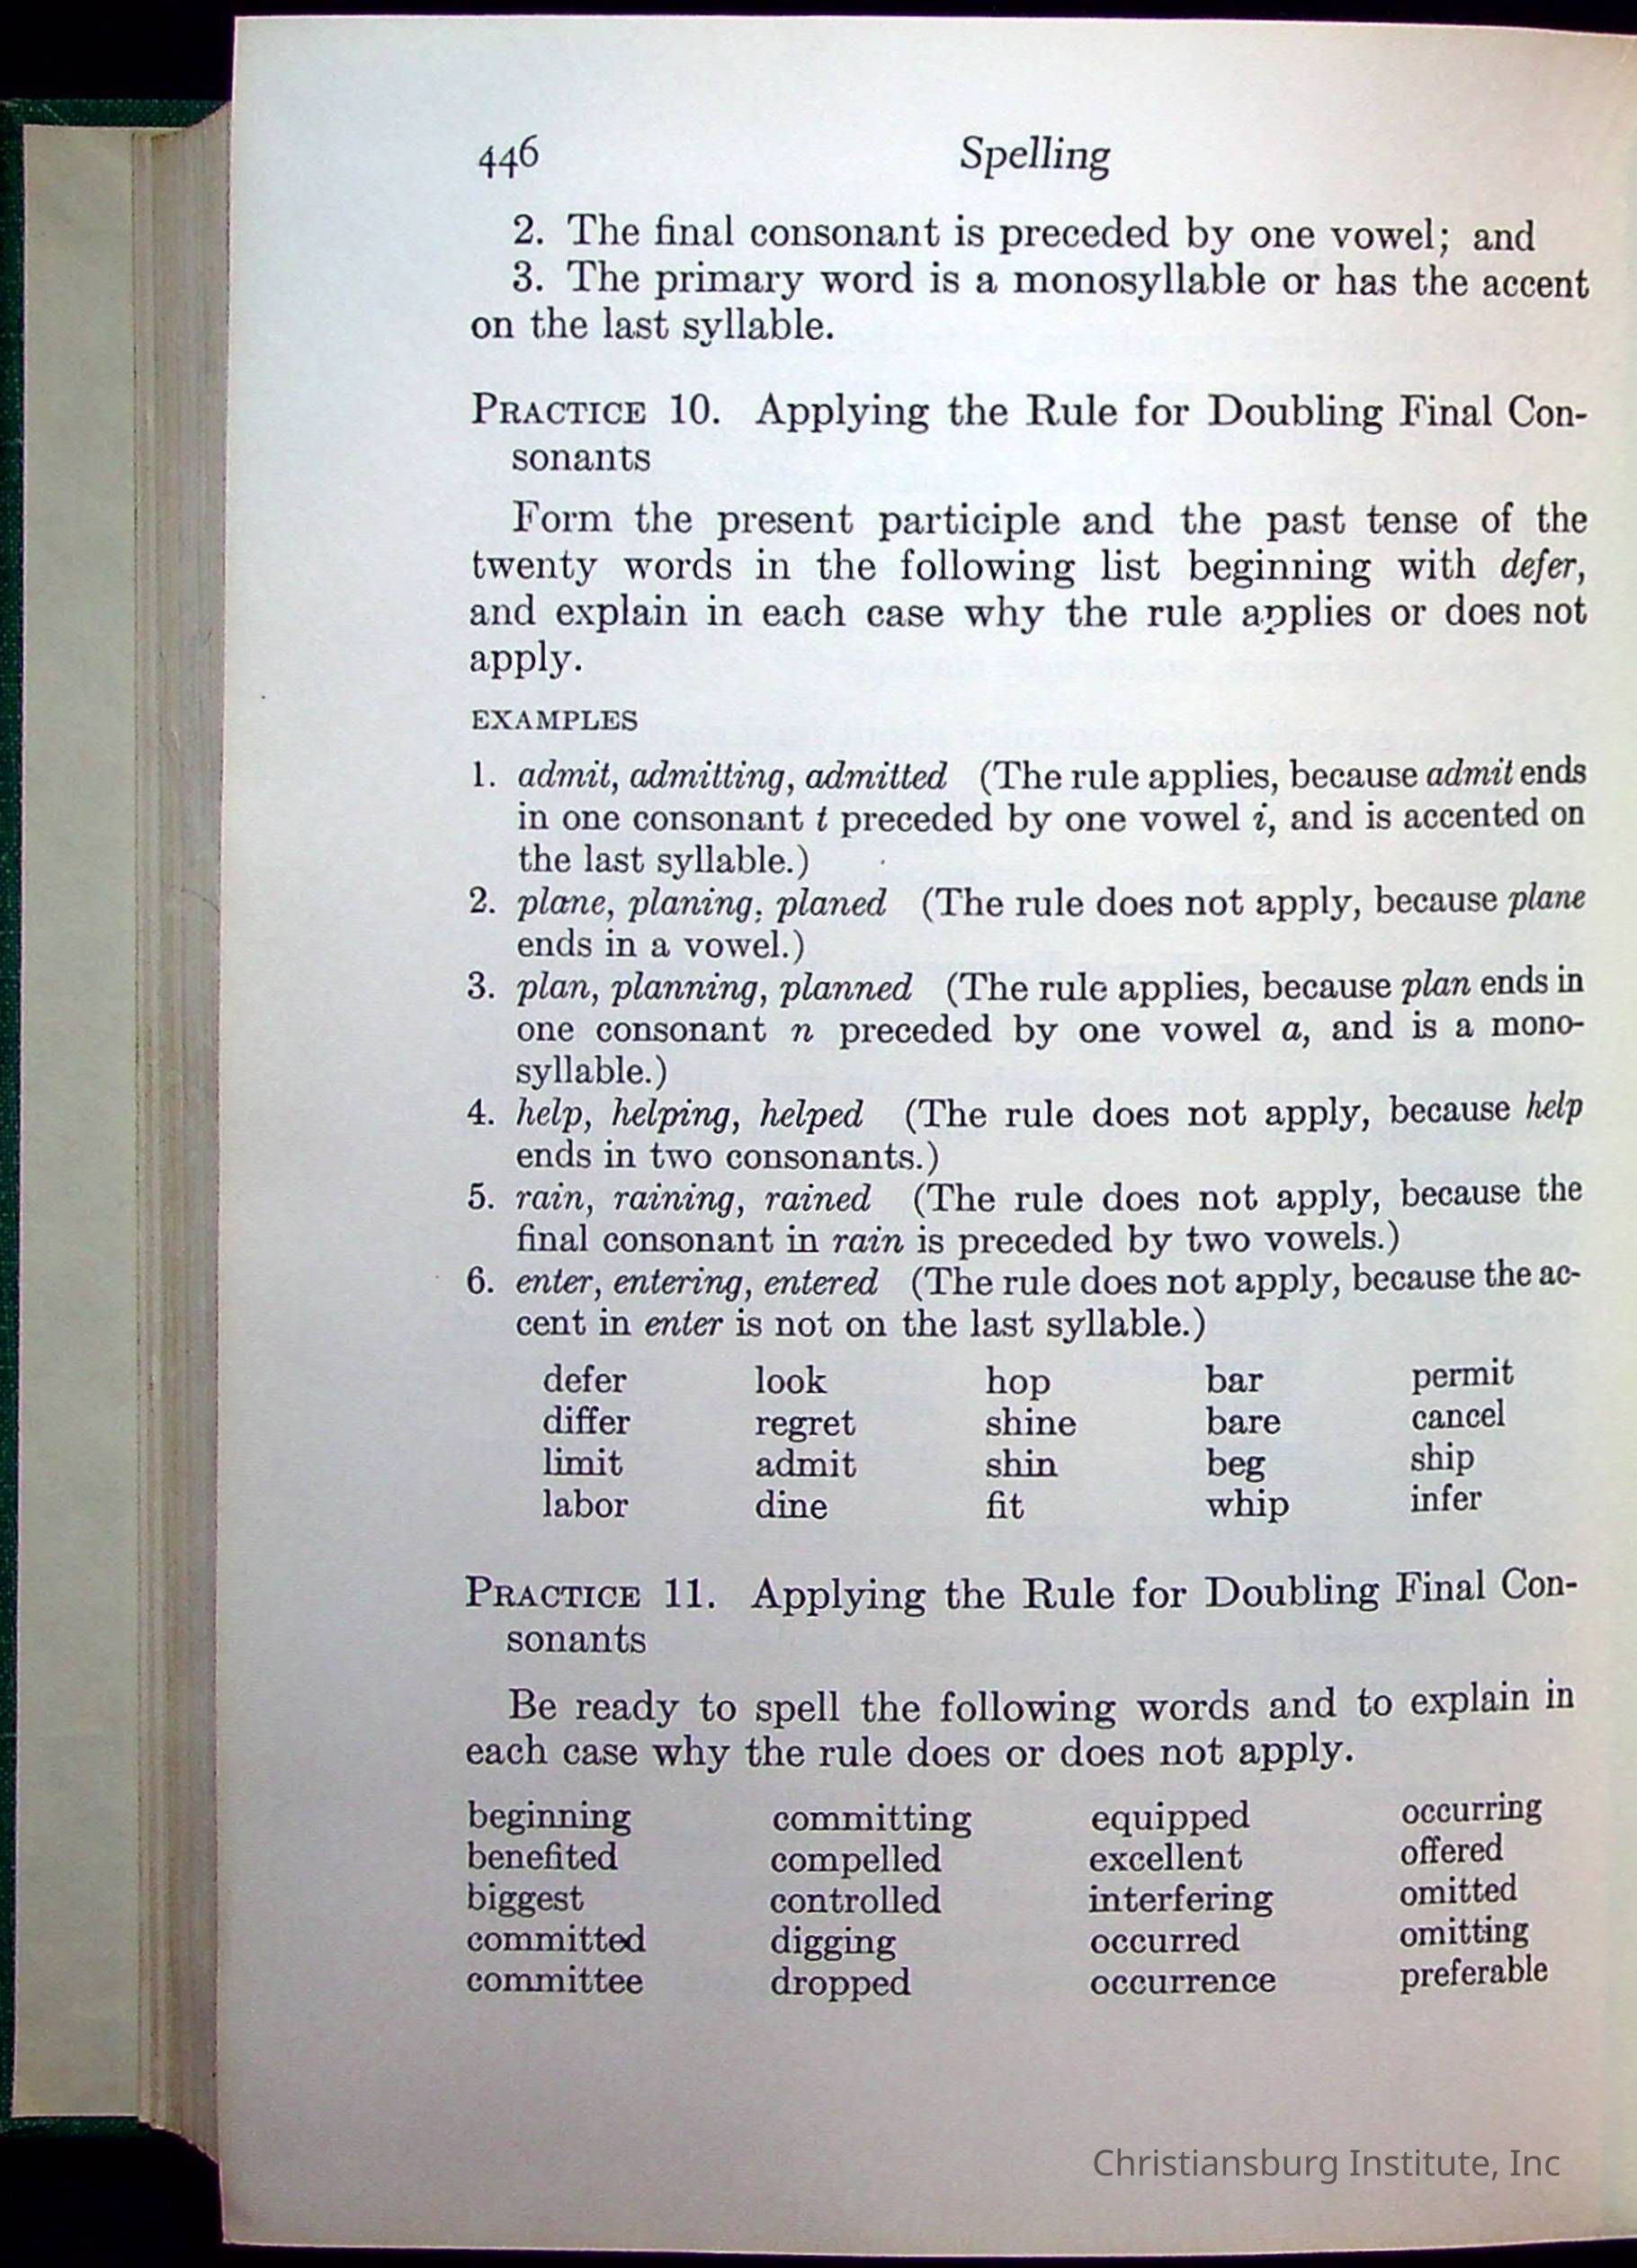 446 Spelling
2. The final consonant is preceded by one vowel; and
3. The primary word is a monosyllable or has the accent
on the last syllable.
PRACTICE 10. Applying the Rule for Doubling Final Con-
sonants
Form the present participle and the past tense of the
twenty words in the following list beginning with defer,
and explain in each case why the rule applies or does not
apply.
EXAMPLES
1. admit, admitting, admitted (The rule applies, because admit ends
in one consonant t preceded by one vowel i, and is accented on
the last syllable.)
2. plane, planing, planed (The rule does not apply, because plane
ends in a vowel.)
3. plan, planning, planned (The rule applies, because plan ends in
one consonant n preceded by one vowel a, and is a mono-
syllable.)
4. help, helping, helped (The rule does not apply, because help
ends in two consonants.)
5. rain, raining, rained (The rule does not apply, because the
final consonant in rain is preceded by two vowels.)
6. enter, entering, entered (The rule does not apply, because the ac-
cent in enter is not on the last syllable.)
defer look hop bar permit
differ regret shine bare cancel
limit admit shin beg ship
labor dine fit whip infer
PRACTICE 11. Applying the Rule for Doubling Final Con-
sonants
Be ready to spell the following words and to explain in
each case why the rule does or does not apply.
beginning committing equipped occurring
benefited compelled excellent offered
biggest controlled interfering omitted
committed digging occurred omitting
committee dropped occurrence preferable
Christiansburg Institute, Inc